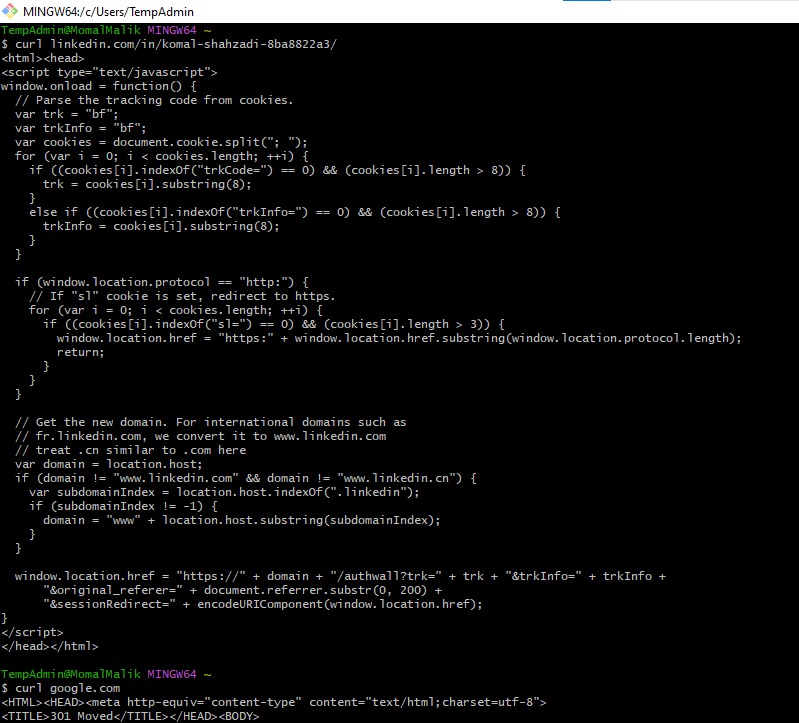 MINGW64:/c/Users/TempAdmin
TempAdmin@MomalMalik MINGW64 ~
$ curl linkedin.com/in/komal-shahzadi-8ba8822a3/
<html><head>
<script type="text/javascript">
window.onload = function() {
  // Parse the tracking code from cookies.
  var trk = "bf";
  var trkInfo = "bf";
  var cookies = document.cookie.split("; ");
  for (var i = 0; i < cookies.length; ++i) {
    if ((cookies[i].indexOf("trkCode=") == 0) && (cookies[i].length > 8)) {
      trk = cookies[i].substring(8);
    }
    else if ((cookies[i].indexOf("trkInfo=") == 0) && (cookies[i].length > 8)) {
      trkInfo = cookies[i].substring(8);
    }
  }

  if (window.location.protocol == "http:") {
    // If "sl" cookie is set, redirect to https.
    for (var i = 0; i < cookies.length; ++i) {
      if ((cookies[i].indexOf("sl=") == 0) && (cookies[i].length > 3)) {
        window.location.href = "https:" + window.location.href.substring(window.location.protocol.length);
        return;
      }
    }
  }

  // Get the new domain. For international domains such as
  // fr.linkedin.com, we convert it to www.linkedin.com
  // treat .cn similar to .com here
  var domain = location.host;
  if (domain != "www.linkedin.com" && domain != "www.linkedin.cn") {
    var subdomainIndex = location.host.indexOf(".linkedin");
    if (subdomainIndex != -1) {
      domain = "www" + location.host.substring(subdomainIndex);
    }
  }

  window.location.href = "https://" + domain + "/authwall?trk=" + trk + "&trkInfo=" + trkInfo +
      "&original_referer=" + document.referrer.substr(0, 200) +
      "&sessionRedirect=" + encodeURIComponent(window.location.href);
}
</script>
</head></html>

TempAdmin@MomalMalik MINGW64 ~
$ curl google.com
<HTML><HEAD><meta http-equiv="content-type" content="text/html;charset=utf-8">
<TITLE>301 Moved</TITLE></HEAD><BODY>